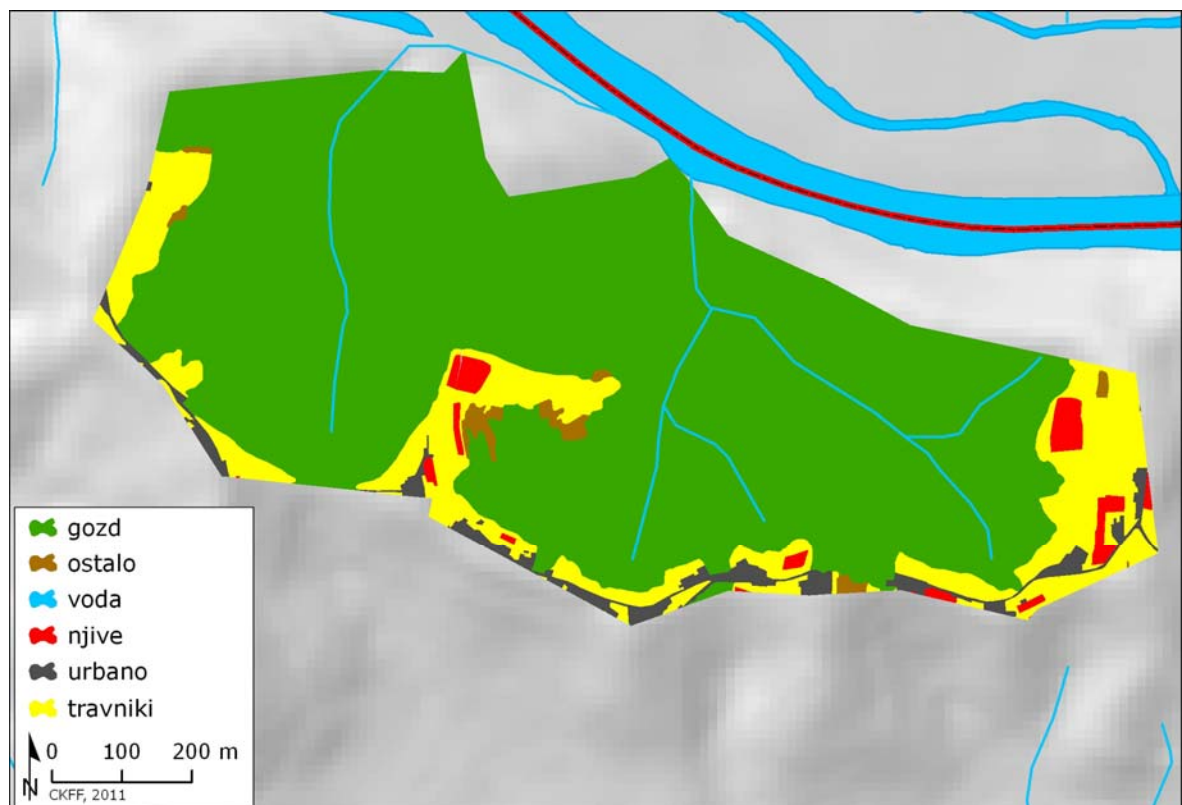 gozd
ostalo
voda
njive
urbano
travniki
0 100 200 m
N
CKFF, 2011